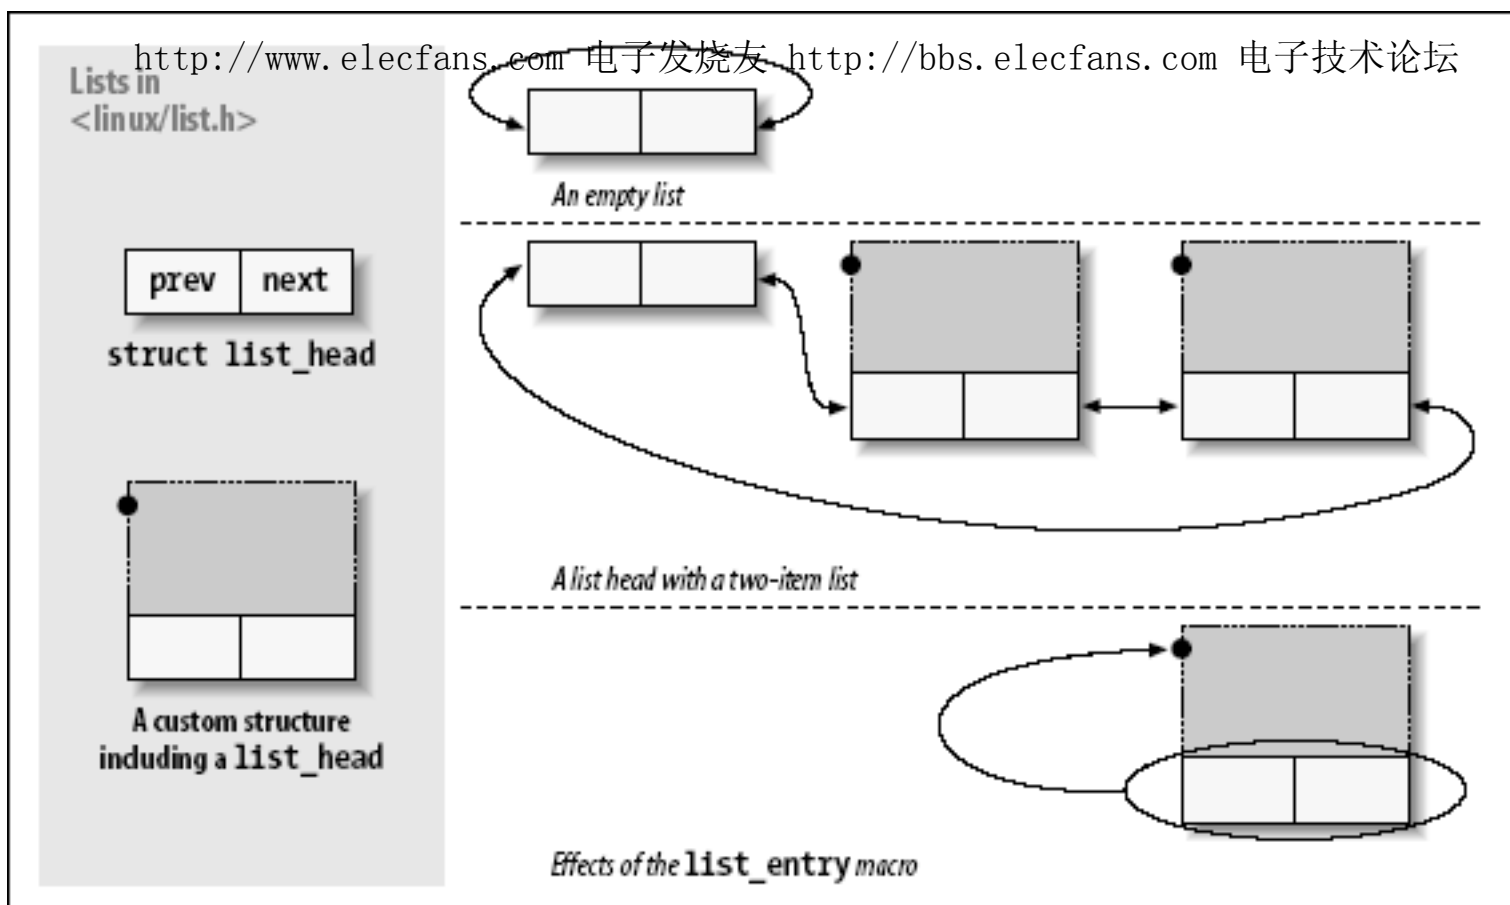 http://www.elecfans.com 电子发烧友 http://bbs.elecfans.com 电子技术论坛
Lists in
<linux/list.h>
prev next
struct list_head
A custom structure
including a list_head
An empty list
A list head with a two-item list
Effects of the list_entry macro